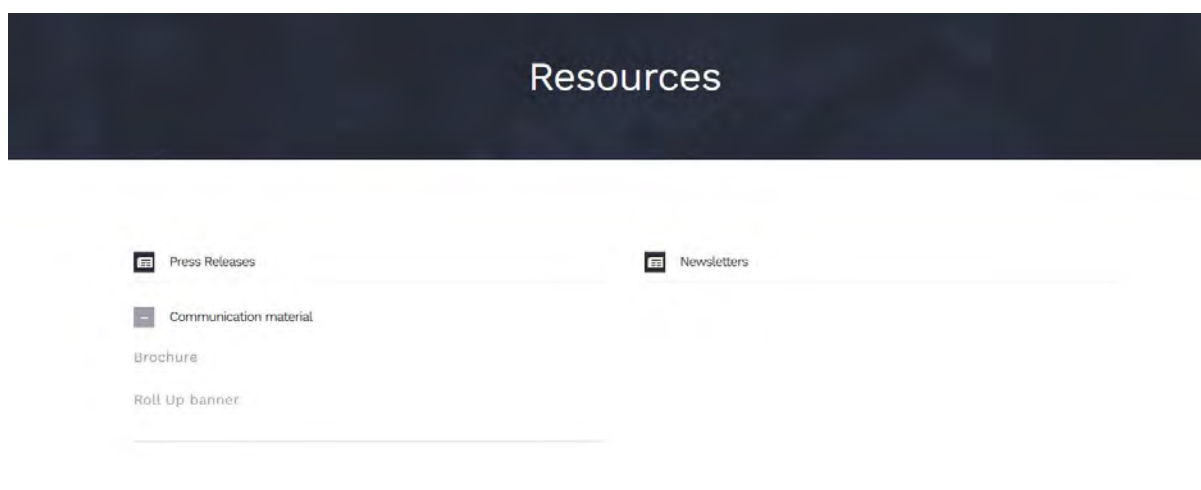 Resources
Press Releases
Newsletters
Communication material
Brochure
Roll Up banner